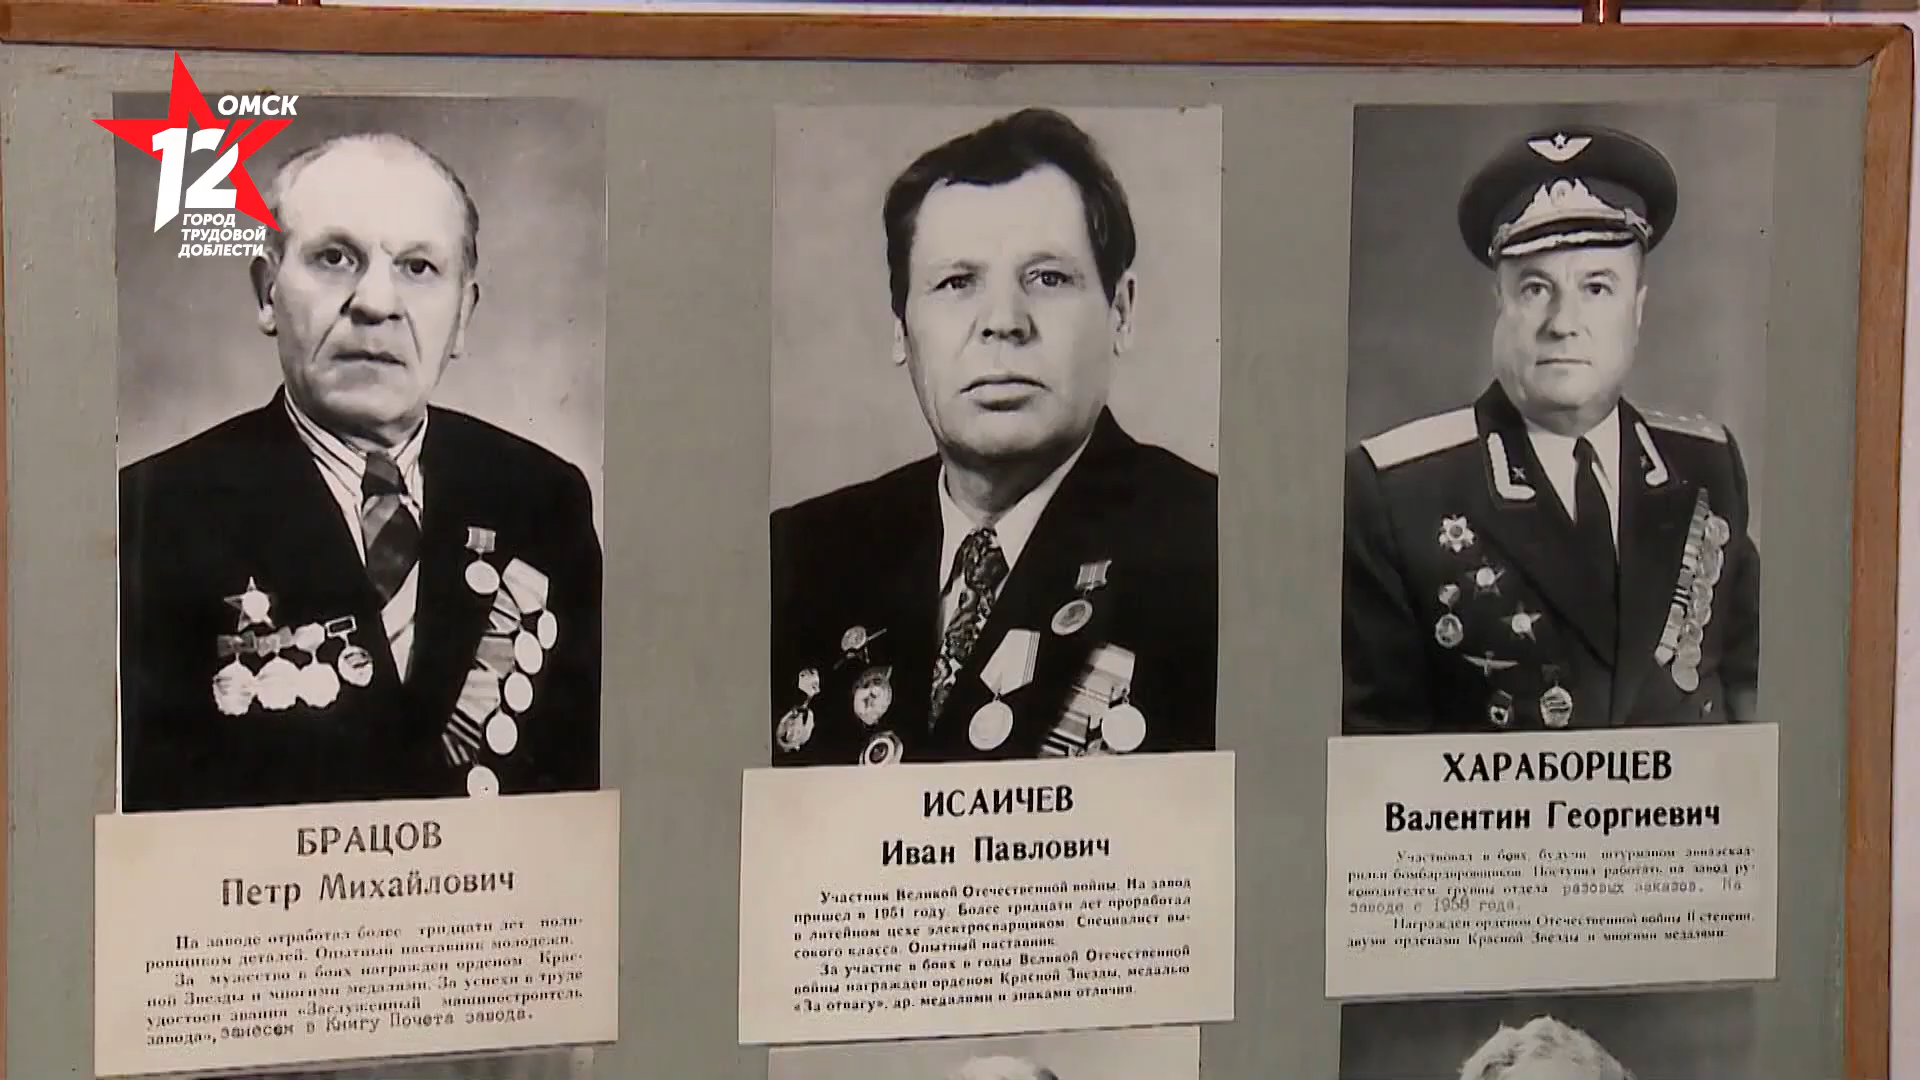 ОМСК
12
ГОРОД
ТРУДОВОЙ
ДОБЛЕСТИ
БРАЦОВ
Петр Михайлович
На заводе отработал более тридцати лет поли-
ровщиком деталей. Опытный наставник молодежи.
За мужество в боях награжден орденом Крас-
ной Звезды и многими медалями. За успехи в труде
удостоен звания «Заслуженный машиностроитель
завода», занесен в Книгу Почета завода.
ИСАИЧЕВ
Иван Павлович
Участник Великой Отечественной войны. На завод
пришел в 1951 году. Более тридцати лет проработал
в литейном цехе электросварщиком. Специалист вы-
сокого класса. Опытный наставник.
За участие в боях в годы Великой Отечественной
войны награжден орденом Красной Звезды, медалью
«За отвагу», др. медалями и знаками отличия.
ХАРАБОРЦЕВ
Валентин Георгиевич
Участвовал в боях, будучи штурманом авиаэскад-
рильи бомбардировщиков. Поступил работать на завод ру-
ководителем группы отдела разовых заказов. На
заводе с 1958 года.
Награжден орденом Отечественной войны II степени,
двумя орденами Красной Звезды и многими медалями.